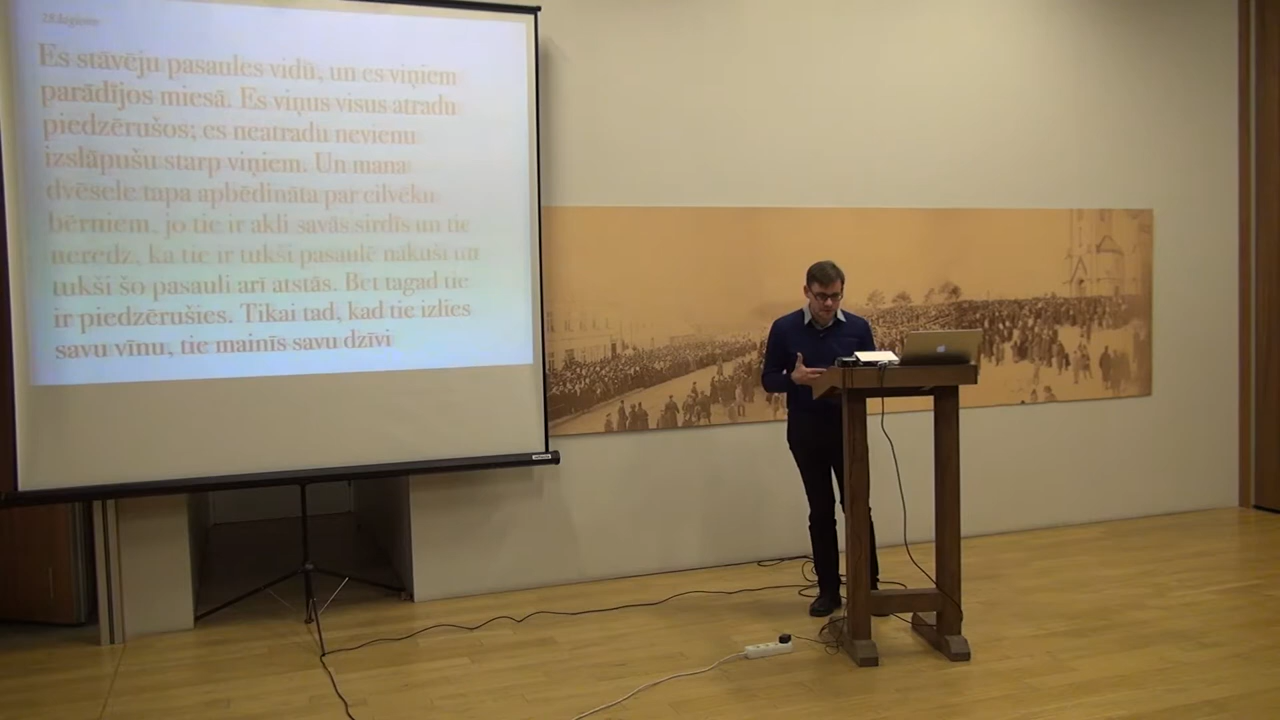 28.logions
Es stāvēju pasaules vidū, un es viņiem
parādījos miesā. Es viņus visus atradu
piedzērušos; es neatradu nevienu
izslāpušu starp viņiem. Un mana
dvēsele tapa apbēdināta par cilvēku
bērniem, jo tie ir akli savās sirdīs un tie
neredz, ka tie ir tukši pasaulē nākuši un
tukši šo pasauli arī atstās. Bet tagad tie
ir piedzērušies. Tikai tad, kad tie izlies
savu vīnu, tie mainīs savu dzīvi